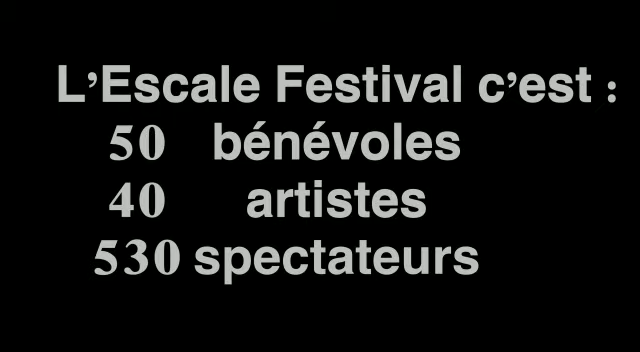 L’Escale Festival c’est :
50 bénévoles
40 artistes
530 spectateurs